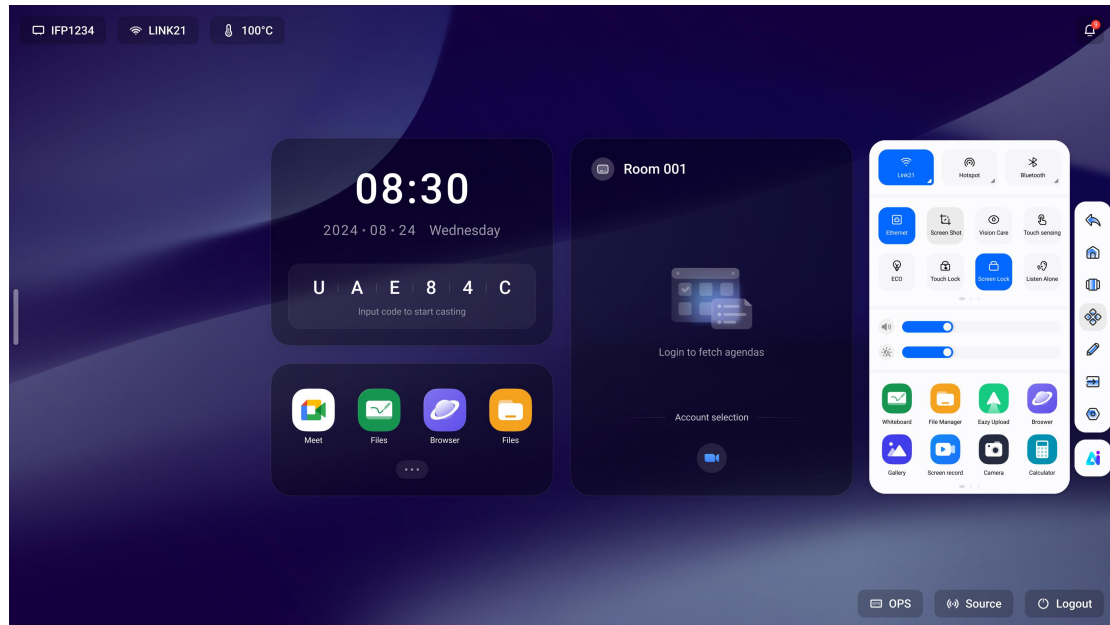 IFP1234 LINK21 100°C
9
08:30
2024 · 08 · 24 Wednesday
U A E 8 4 C
Input code to start casting
Meet Files Browser Files
Room 001
Login to fetch agendas
Account selection
Link21 Hotspot Bluetooth
Ethernet Screen Shot Vision Care Touch sensing
ECO Touch Lock Screen Lock Listen Alone
Whiteboard File Manager Eazy Upload Broswer
Gallery Screen record Camera Calculator
Ai
OPS Source Logout